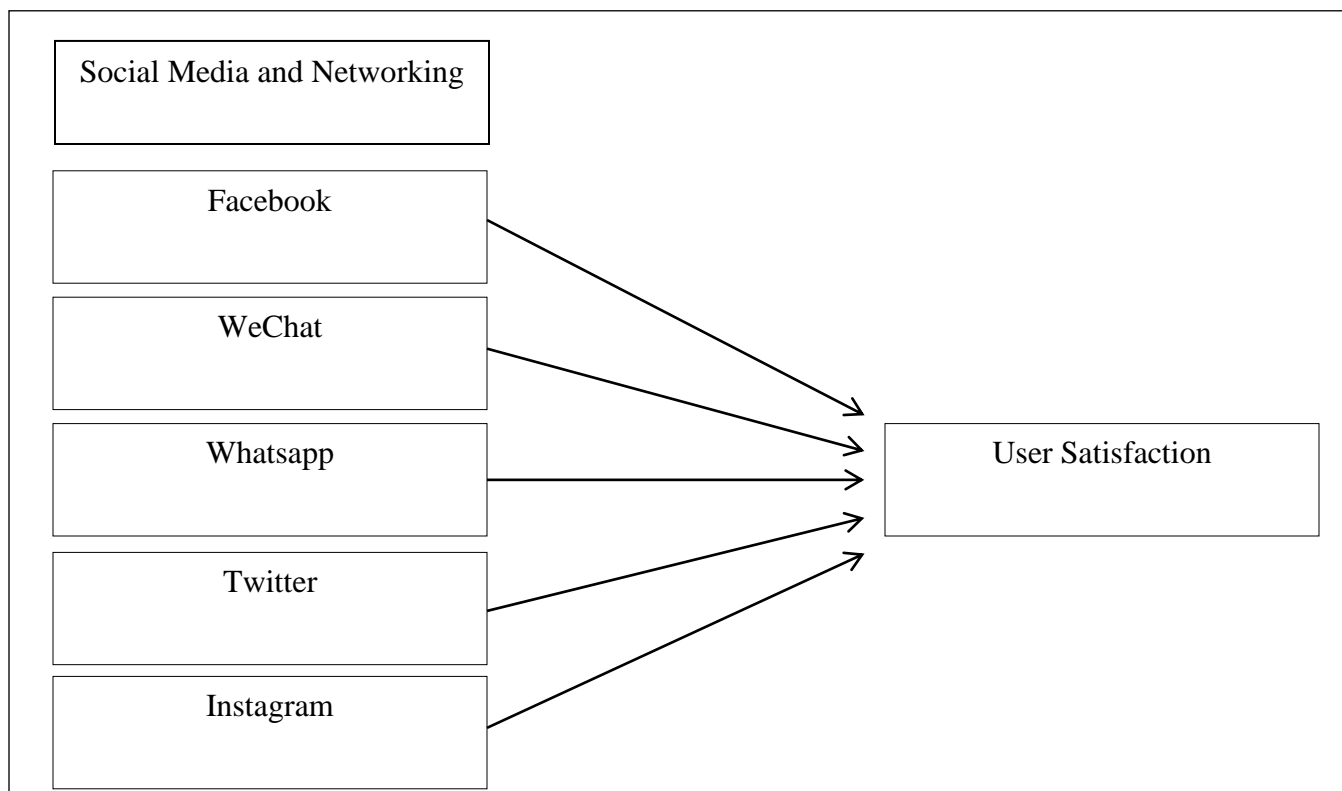 Social Media and Networking
Facebook
WeChat
Whatsapp
User Satisfaction
Twitter
Instagram